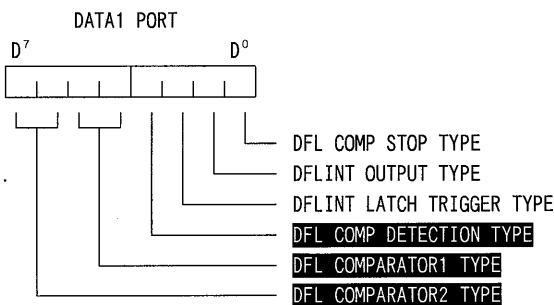 DATA1 PORT
D7 D0
DFL COMP STOP TYPE
DFLINT OUTPUT TYPE
DFLINT LATCH TRIGGER TYPE
DFL COMP DETECTION TYPE
DFL COMPARATOR1 TYPE
DFL COMPARATOR2 TYPE